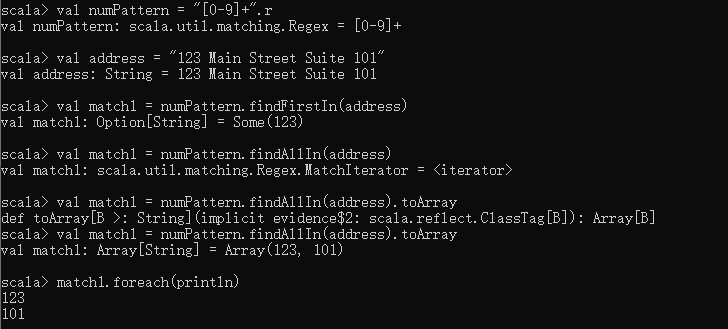 scala> val numPattern = "[0-9]+".r
val numPattern: scala.util.matching.Regex = [0-9]+
scala> val address = "123 Main Street Suite 101"
val address: String = 123 Main Street Suite 101
scala> val match1 = numPattern.findFirstIn(address)
val match1: Option[String] = Some(123)
scala> val match1 = numPattern.findAllIn(address)
val match1: scala.util.matching.Regex.MatchIterator = <iterator>
scala> val match1 = numPattern.findAllIn(address).toArray
def toArray[B >: String](implicit evidence$2: scala.reflect.ClassTag[B]): Array[B]
scala> val match1 = numPattern.findAllIn(address).toArray
val match1: Array[String] = Array(123, 101)
scala> match1.foreach(println)
123
101